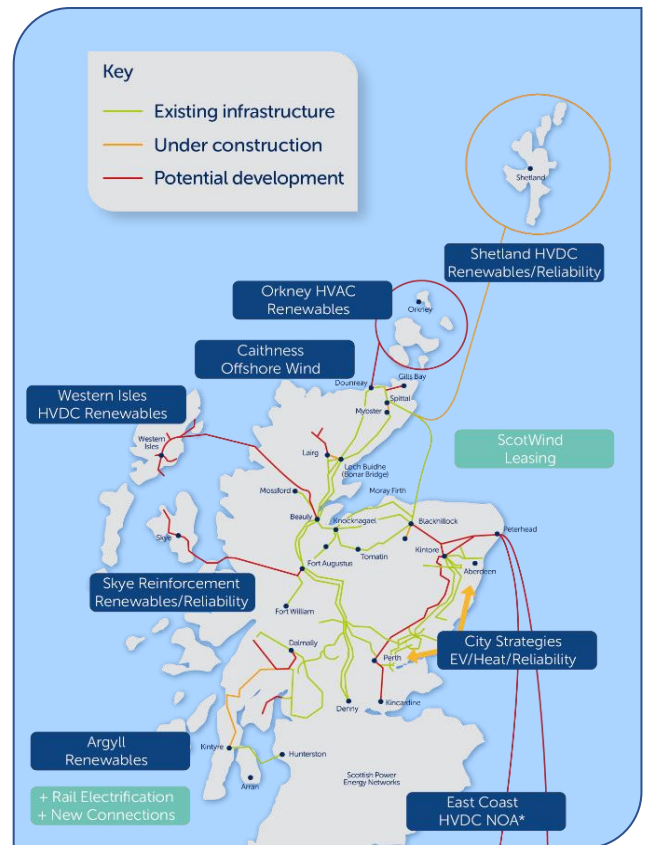 Key
Existing infrastructure
Under construction
Potential development
Shetland
Shetland HVDC
Renewables/Reliability
Orkney HVAC
Renewables
Orkney
Caithness
Offshore Wind
Dounreay
Gills Bay
Spittal
Mybster
Western Isles
HVDC Renewables
Western
Isles
ScotWind
Leasing
Lairg
Loch Buidhe
(Bonar Bridge)
Mossford
Moray Firth
Beauly
Knocknagael
Blackhillock
Peterhead
Skye
Tomatin
Kintore
Fort Augustus
Aberdeen
Skye Reinforcement
Renewables/Reliability
Fort William
City Strategies
EV/Heat/Reliability
Dalmally
Perth
Denny
Kincardine
Argyll
Renewables
Kintyre
Hunterston
Arran
Scottish Power
Energy Networks
+ Rail Electrification
+ New Connections
East Coast
HVDC NOA*